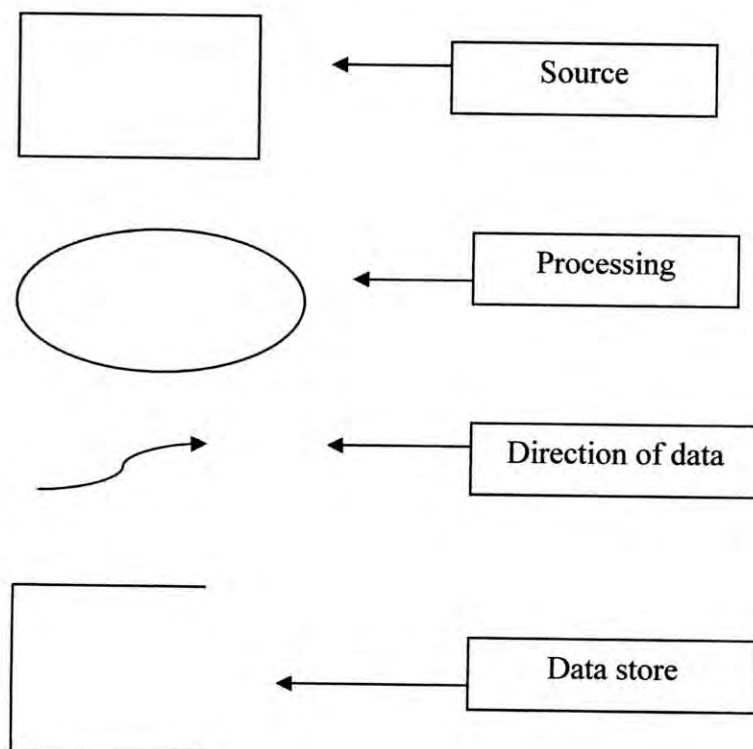 Source
Processing
Direction of data
Data store